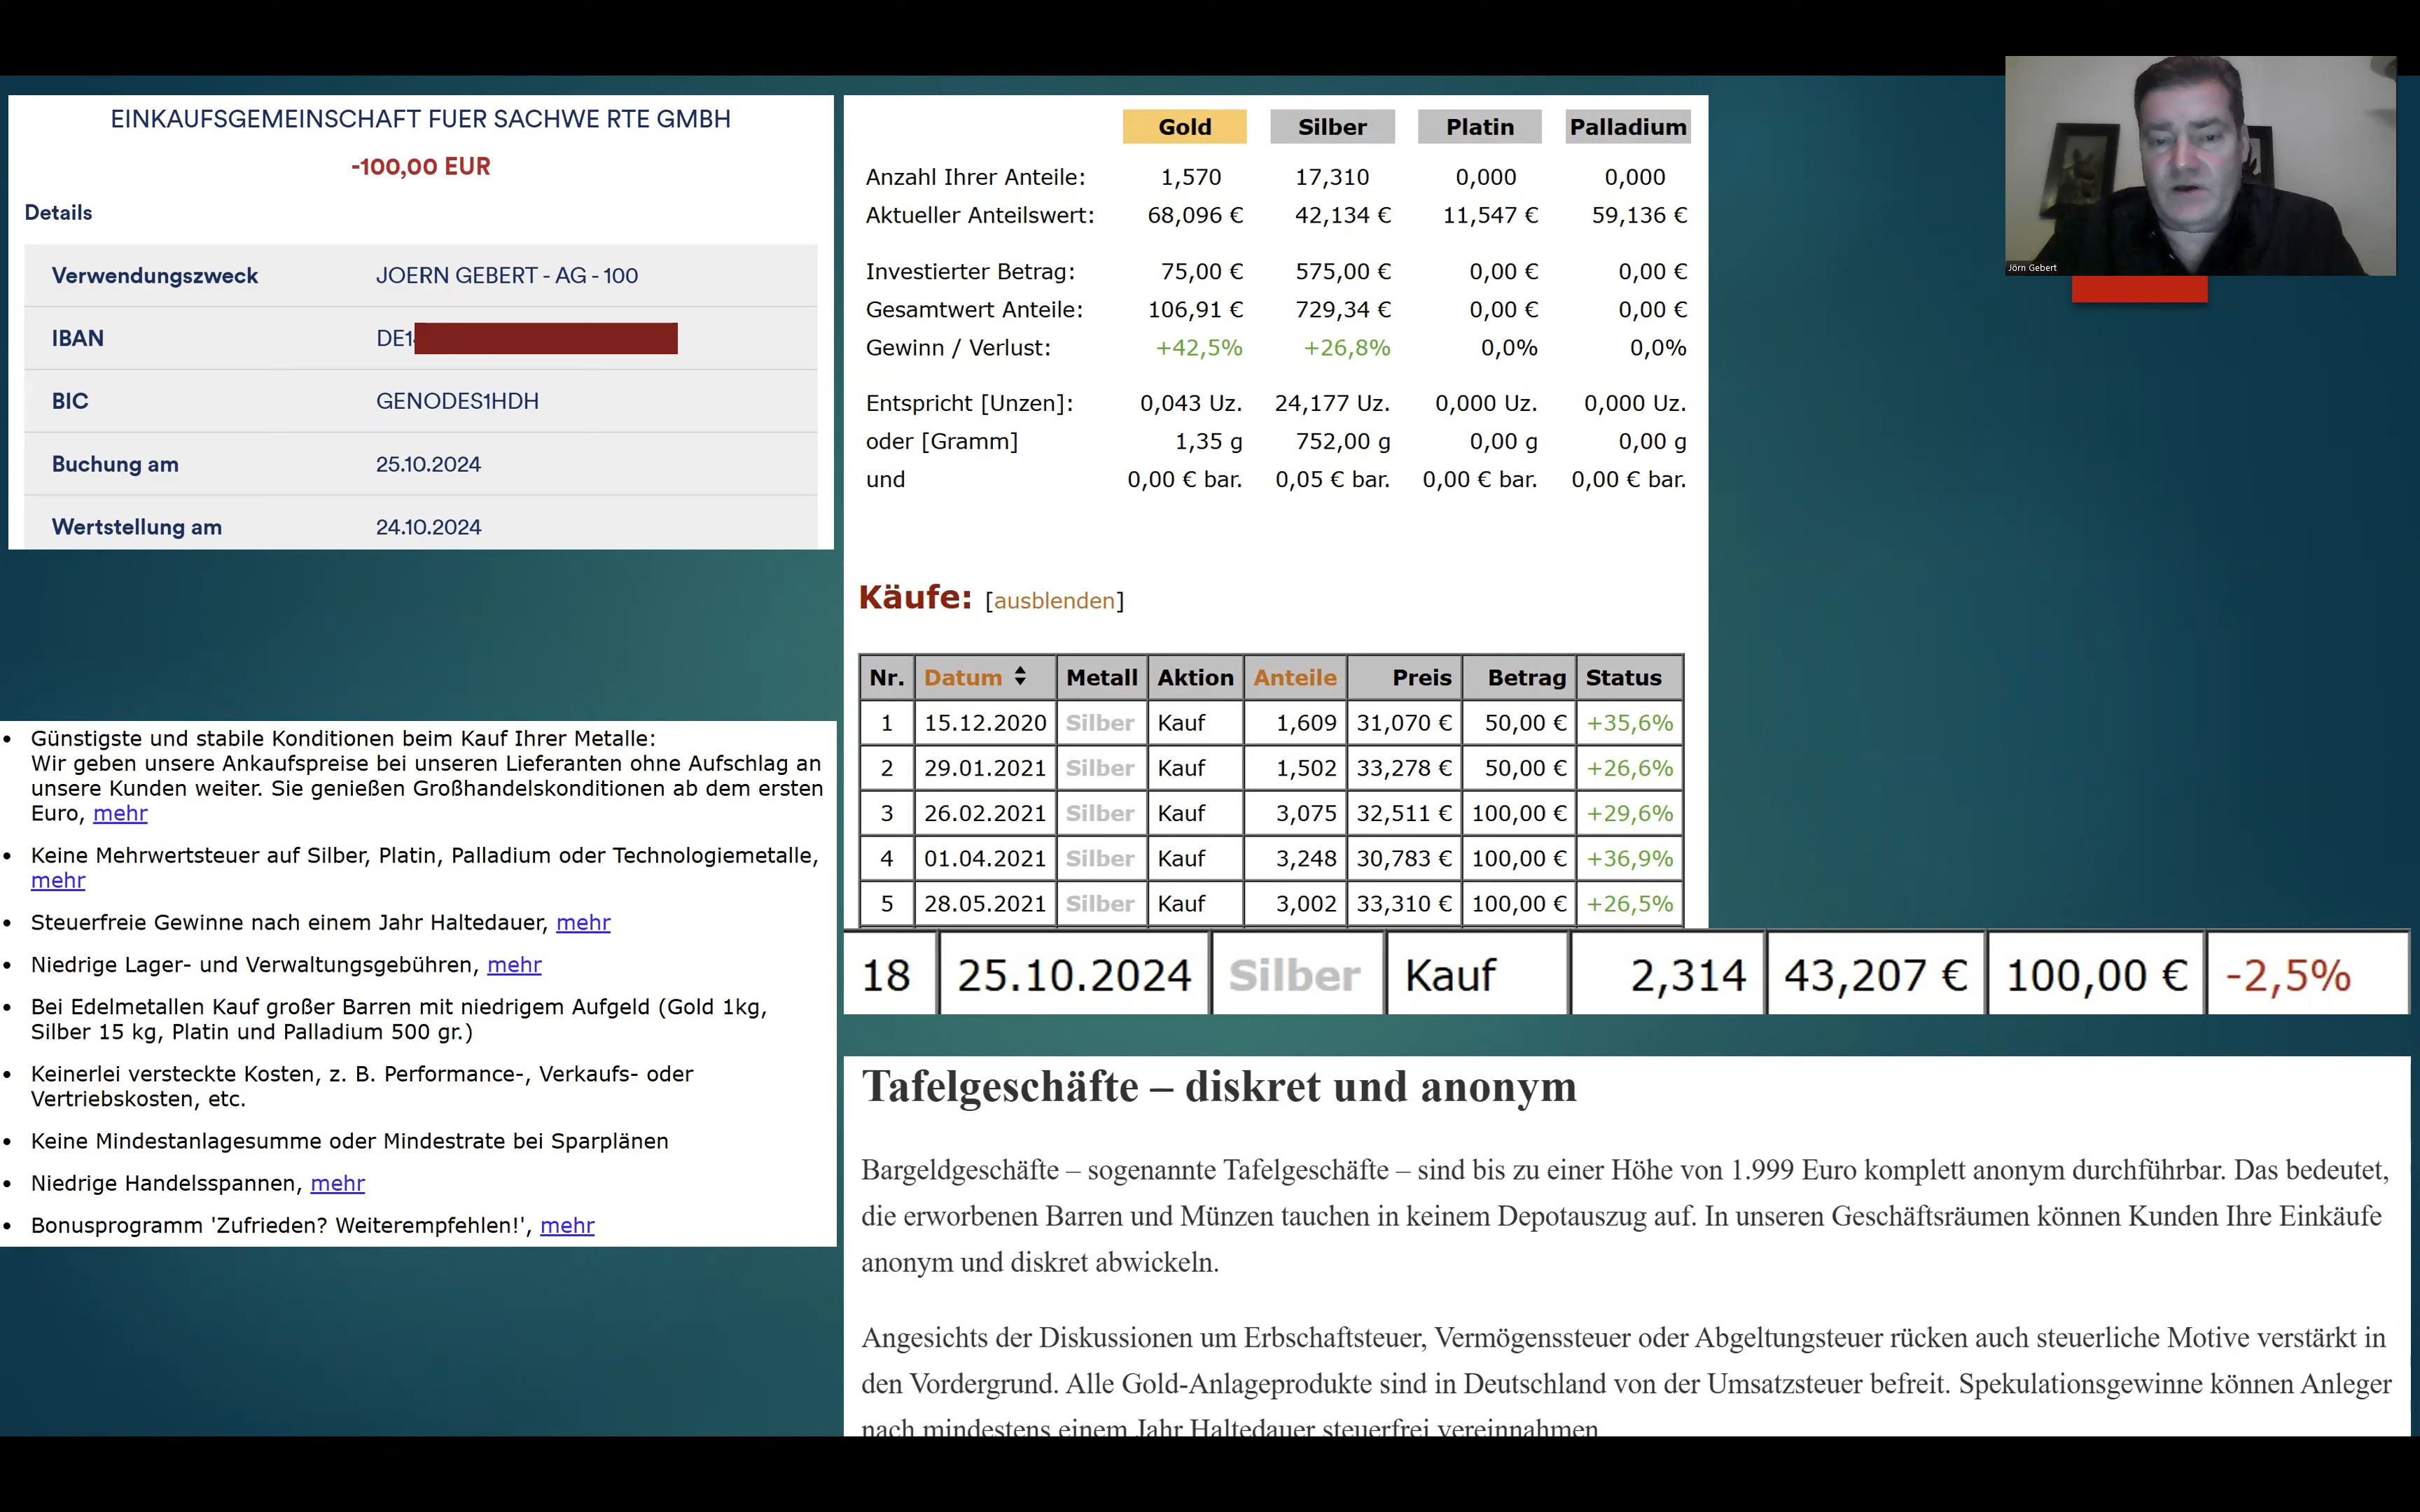 EINKAUFSGEMEINSCHAFT FUER SACHWE RTE GMBH
-100,00 EUR
Details
Verwendungszweck JOERN GEBERT - AG - 100
IBAN DE1
BIC GENODES1HDH
Buchung am 25.10.2024
Wertstellung am 24.10.2024
Günstigste und stabile Konditionen beim Kauf Ihrer Metalle:
Wir geben unsere Ankaufspreise bei unseren Lieferanten ohne Aufschlag an
unsere Kunden weiter. Sie genießen Großhandelskonditionen ab dem ersten
Euro, mehr
Keine Mehrwertsteuer auf Silber, Platin, Palladium oder Technologiemetalle,
mehr
Steuerfreie Gewinne nach einem Jahr Haltedauer, mehr
Niedrige Lager- und Verwaltungsgebühren, mehr
Bei Edelmetallen Kauf großer Barren mit niedrigem Aufgeld (Gold 1kg,
Silber 15 kg, Platin und Palladium 500 gr.)
Keinerlei versteckte Kosten, z. B. Performance-, Verkaufs- oder
Vertriebskosten, etc.
Keine Mindestanlagesumme oder Mindestrate bei Sparplänen
Niedrige Handelsspannen, mehr
Bonusprogramm 'Zufrieden? Weiterempfehlen!', mehr
Gold Silber Platin Palladium
Anzahl Ihrer Anteile: 1,570 17,310 0,000 0,000
Aktueller Anteilswert: 68,096 € 42,134 € 11,547 € 59,136 €
Investierter Betrag: 75,00 € 575,00 € 0,00 € 0,00 €
Gesamtwert Anteile: 106,91 € 729,34 € 0,00 € 0,00 €
Gewinn / Verlust: +42,5% +26,8% 0,0% 0,0%
Entspricht [Unzen]: 0,043 Uz. 24,177 Uz. 0,000 Uz. 0,000 Uz.
oder [Gramm] 1,35 g 752,00 g 0,00 g 0,00 g
und 0,00 € bar. 0,05 € bar. 0,00 € bar. 0,00 € bar.
Käufe: [ausblenden]
Nr. Datum Metall Aktion Anteile Preis Betrag Status
1 15.12.2020 Silber Kauf 1,609 31,070 € 50,00 € +35,6%
2 29.01.2021 Silber Kauf 1,502 33,278 € 50,00 € +26,6%
3 26.02.2021 Silber Kauf 3,075 32,511 € 100,00 € +29,6%
4 01.04.2021 Silber Kauf 3,248 30,783 € 100,00 € +36,9%
5 28.05.2021 Silber Kauf 3,002 33,310 € 100,00 € +26,5%
18 25.10.2024 Silber Kauf 2,314 43,207 € 100,00 € -2,5%
Tafelgeschäfte – diskret und anonym
Bargeldgeschäfte – sogenannte Tafelgeschäfte – sind bis zu einer Höhe von 1.999 Euro komplett anonym durchführbar. Das bedeutet,
die erworbenen Barren und Münzen tauchen in keinem Depotauszug auf. In unseren Geschäftsräumen können Kunden Ihre Einkäufe
anonym und diskret abwickeln.
Angesichts der Diskussionen um Erbschaftsteuer, Vermögenssteuer oder Abgeltungsteuer rücken auch steuerliche Motive verstärkt in
den Vordergrund. Alle Gold-Anlageprodukte sind in Deutschland von der Umsatzsteuer befreit. Spekulationsgewinne können Anleger
nach mindestens einem Jahr Haltedauer steuerfrei vereinnahmen
Jörn Gebert